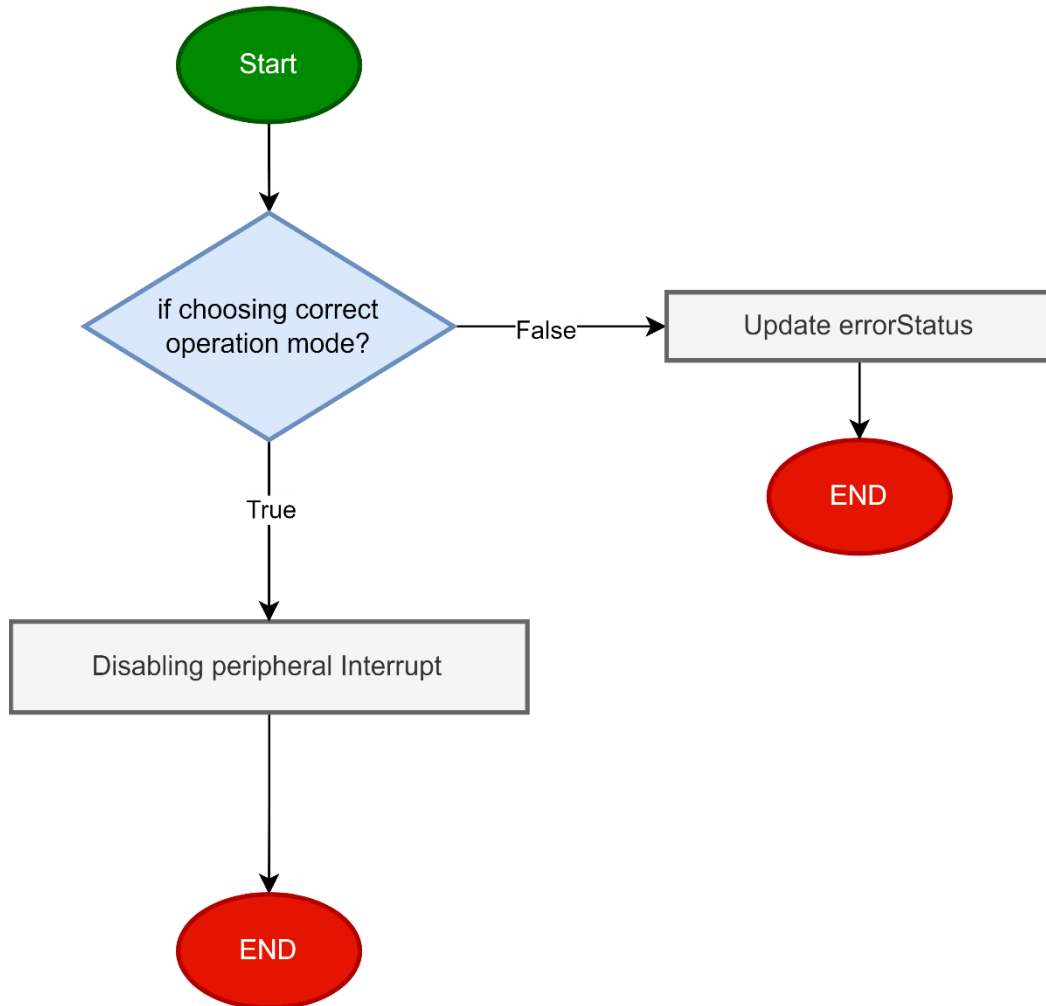 Start
if choosing correct
operation mode?
False
Update errorStatus
END
True
Disabling peripheral Interrupt
END